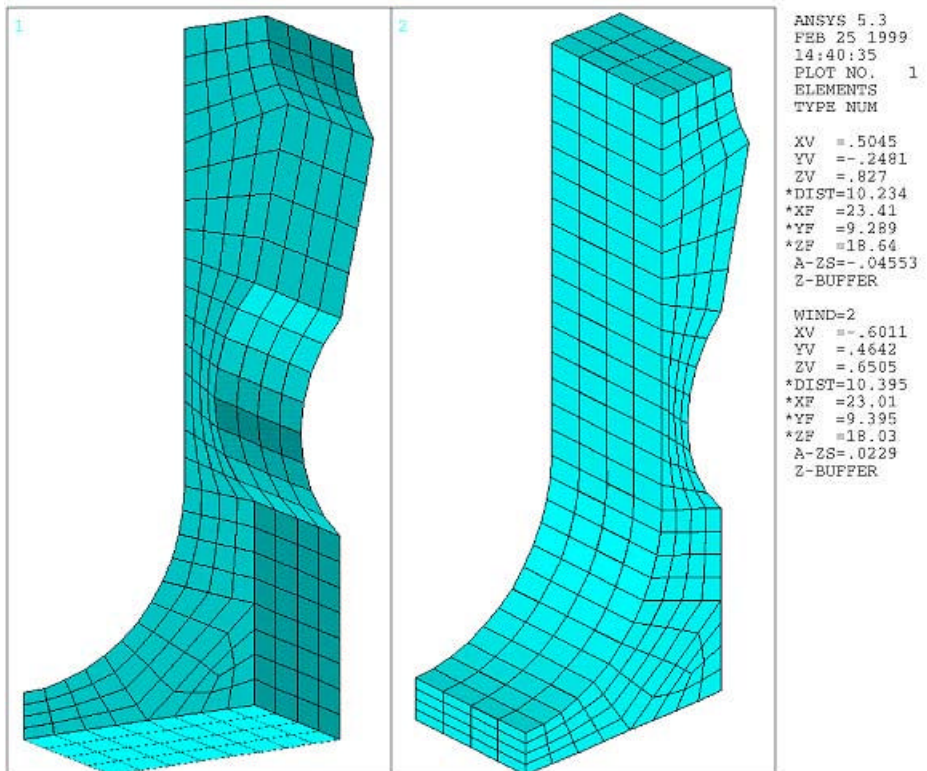 1
2
ANSYS 5.3
FEB 25 1999
14:40:35
PLOT NO. 1
ELEMENTS
TYPE NUM
XV =.5045
YV =-.2481
ZV =.827
*DIST=10.234
*XF =23.41
*YF =9.289
*ZF =18.64
A-ZS=-.04553
Z-BUFFER
WIND=2
XV =-.6011
YV =.4642
ZV =.6505
*DIST=10.395
*XF =23.01
*YF =9.395
*ZF =18.03
A-ZS=.0229
Z-BUFFER